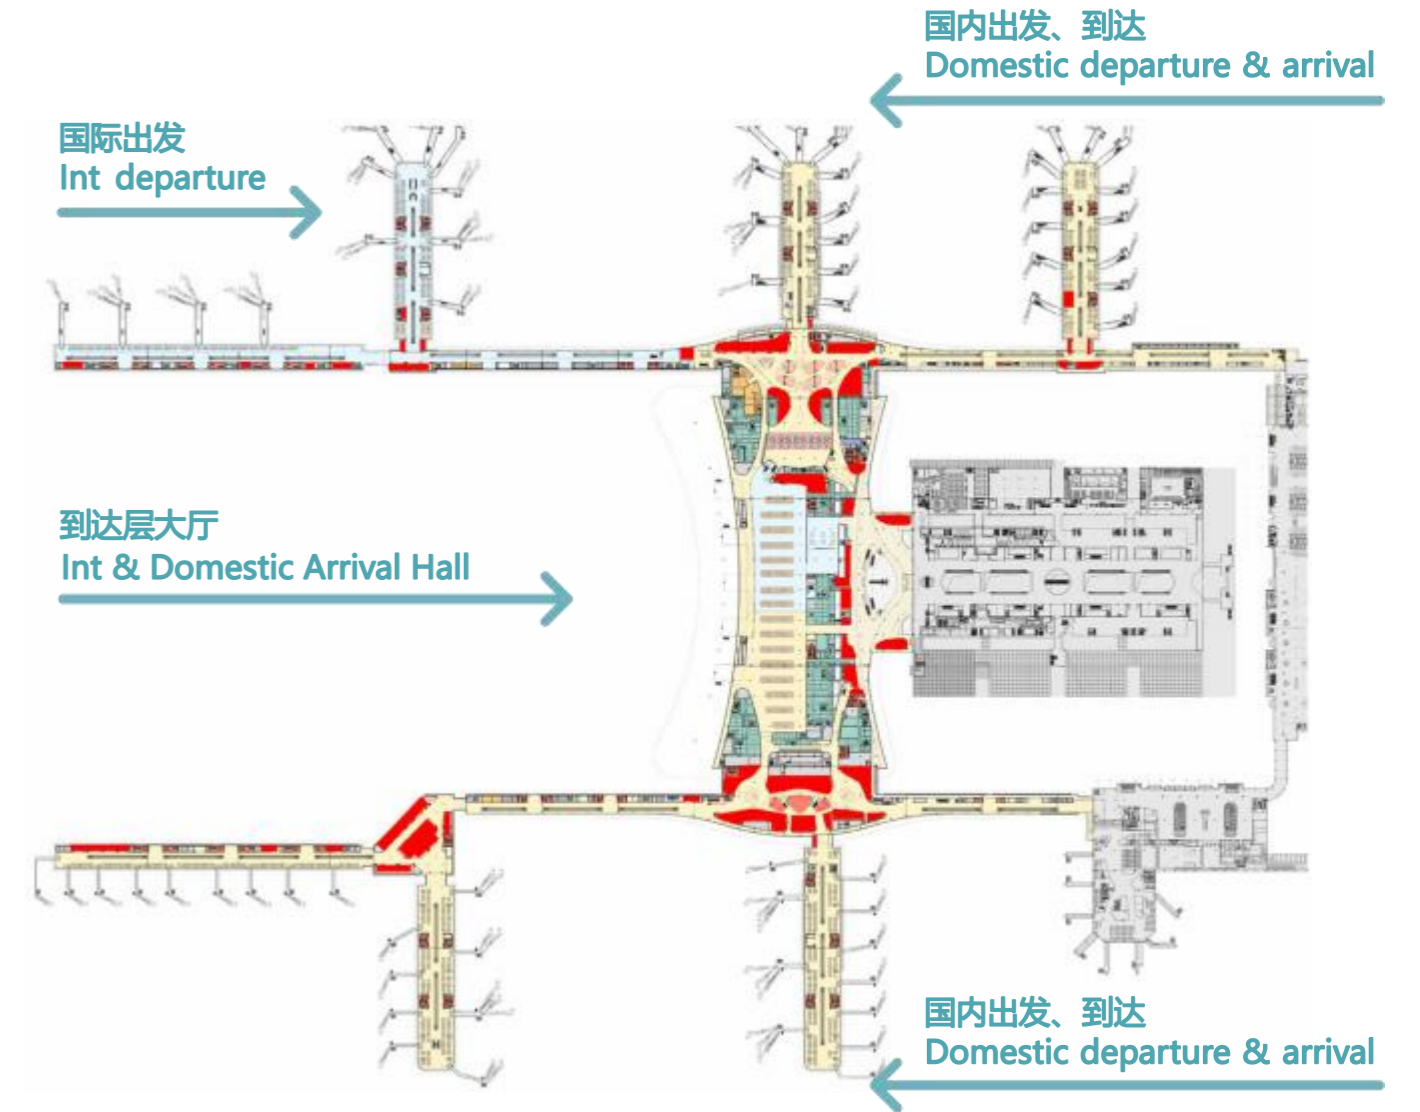 国内出发、到达
Domestic departure & arrival
国际出发
Int departure
到达层大厅
Int & Domestic Arrival Hall
国内出发、到达
Domestic departure & arrival